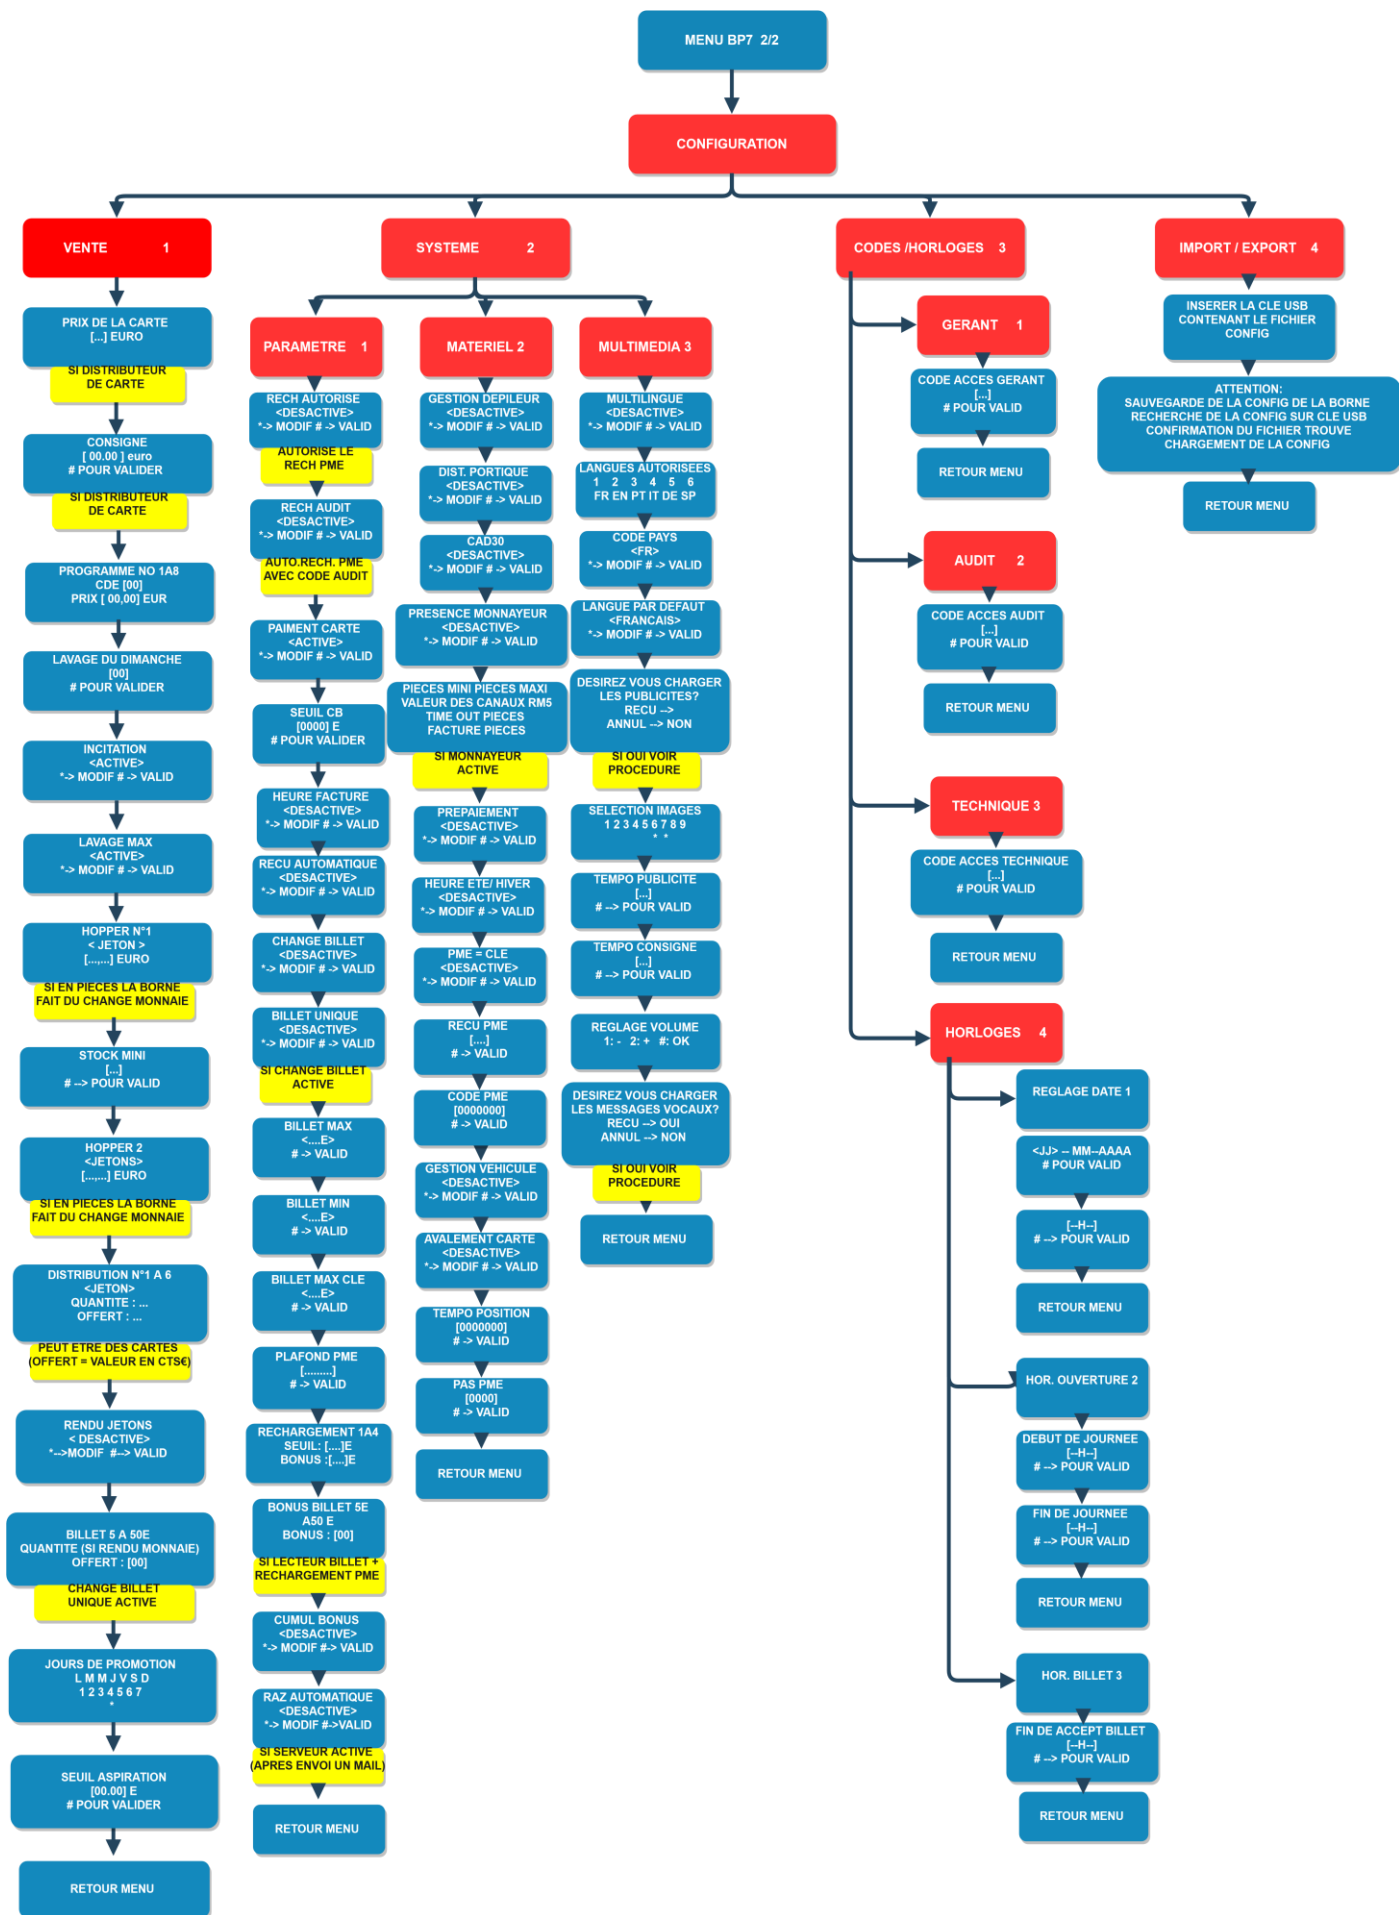 MENU BP7 2/2
CONFIGURATION
VENTE 1
PRIX DE LA CARTE
[...] EURO
SI DISTRIBUTEUR
DE CARTE
CONSIGNE
[ 00.00 ] euro
# POUR VALIDER
SI DISTRIBUTEUR
DE CARTE
PROGRAMME NO 1A8
CDE [00]
PRIX [ 00,00] EUR
LAVAGE DU DIMANCHE
[00]
# POUR VALIDER
INCITATION
<ACTIVE>
*-> MODIF # -> VALID
LAVAGE MAX
<ACTIVE>
*-> MODIF # -> VALID
HOPPER N°1
< JETON >
[...,...] EURO
SI EN PIECES LA BORNE
FAIT DU CHANGE MONNAIE
STOCK MINI
[...]
# --> POUR VALID
HOPPER 2
<JETONS>
[...,...] EURO
SI EN PIECES LA BORNE
FAIT DU CHANGE MONNAIE
DISTRIBUTION N°1 A 6
<JETON>
QUANTITE : ...
OFFERT : ...
PEUT ETRE DES CARTES
(OFFERT = VALEUR EN CTS€)
RENDU JETONS
< DESACTIVE>
*-->MODIF #--> VALID
BILLET 5 A 50E
QUANTITE (SI RENDU MONNAIE)
OFFERT : [00]
CHANGE BILLET
UNIQUE ACTIVE
JOURS DE PROMOTION
L M M J V S D
1 2 3 4 5 6 7
*
SEUIL ASPIRATION
[00.00] E
# POUR VALIDER
RETOUR MENU
SYSTEME 2
PARAMETRE 1
RECH AUTORISE
<DESACTIVE>
*-> MODIF # -> VALID
AUTORISE LE
RECH PME
RECH AUDIT
<DESACTIVE>
*-> MODIF # -> VALID
AUTO.RECH. PME
AVEC CODE AUDIT
PAIMENT CARTE
<ACTIVE>
*-> MODIF # -> VALID
SEUIL CB
[0000] E
# POUR VALIDER
HEURE FACTURE
<DESACTIVE>
*-> MODIF # -> VALID
RECU AUTOMATIQUE
<DESACTIVE>
*-> MODIF # -> VALID
CHANGE BILLET
<DESACTIVE>
*-> MODIF # -> VALID
BILLET UNIQUE
<DESACTIVE>
*-> MODIF # -> VALID
SI CHANGE BILLET
ACTIVE
BILLET MAX
<....E>
# -> VALID
BILLET MIN
<....E>
# -> VALID
BILLET MAX CLE
<....E>
# -> VALID
PLAFOND PME
[.........]
# -> VALID
RECHARGEMENT 1A4
SEUIL: [....]E
BONUS :[....]E
BONUS BILLET 5E
A50 E
BONUS : [00]
SI LECTEUR BILLET +
RECHARGEMENT PME
CUMUL BONUS
<DESACTIVE>
*-> MODIF #-> VALID
RAZ AUTOMATIQUE
<DESACTIVE>
*-> MODIF #->VALID
SI SERVEUR ACTIVE
(APRES ENVOI UN MAIL)
RETOUR MENU
MATERIEL 2
GESTION DEPILEUR
<DESACTIVE>
*-> MODIF # -> VALID
DIST. PORTIQUE
<DESACTIVE>
*-> MODIF # -> VALID
CAD30
<DESACTIVE>
*-> MODIF # -> VALID
PRESENCE MONNAYEUR
<DESACTIVE>
*-> MODIF # -> VALID
PIECES MINI PIECES MAXI
VALEUR DES CANAUX RM5
TIME OUT PIECES
FACTURE PIECES
SI MONNAYEUR
ACTIVE
PREPAIEMENT
<DESACTIVE>
*-> MODIF # -> VALID
HEURE ETE/ HIVER
<DESACTIVE>
*-> MODIF # -> VALID
PME = CLE
<DESACTIVE>
*-> MODIF # -> VALID
RECU PME
[....]
# -> VALID
CODE PME
[0000000]
# -> VALID
GESTION VEHICULE
<DESACTIVE>
*-> MODIF # -> VALID
AVALEMENT CARTE
<DESACTIVE>
*-> MODIF # -> VALID
TEMPO POSITION
[0000000]
# -> VALID
PAS PME
[0000]
# -> VALID
RETOUR MENU
MULTIMEDIA 3
MULTILINGUE
<DESACTIVE>
*-> MODIF # -> VALID
LANGUES AUTORISEES
1 2 3 4 5 6
FR EN PT IT DE SP
CODE PAYS
<FR>
*-> MODIF # -> VALID
LANGUE PAR DEFAUT
<FRANCAIS>
*-> MODIF # -> VALID
DESIREZ VOUS CHARGER
LES PUBLICITES?
RECU -->
ANNUL --> NON
SI OUI VOIR
PROCEDURE
SELECTION IMAGES
1 2 3 4 5 6 7 8 9
* *
TEMPO PUBLICITE
[...]
# --> POUR VALID
TEMPO CONSIGNE
[...]
# --> POUR VALID
REGLAGE VOLUME
1: - 2: + #: OK
DESIREZ VOUS CHARGER
LES MESSAGES VOCAUX?
RECU --> OUI
ANNUL --> NON
SI OUI VOIR
PROCEDURE
RETOUR MENU
CODES /HORLOGES 3
GERANT 1
CODE ACCES GERANT
[...]
# POUR VALID
RETOUR MENU
AUDIT 2
CODE ACCES AUDIT
[...]
# POUR VALID
RETOUR MENU
TECHNIQUE 3
CODE ACCES TECHNIQUE
[...]
# POUR VALID
RETOUR MENU
HORLOGES 4
REGLAGE DATE 1
<JJ> -- MM--AAAA
# POUR VALID
[--H--]
# --> POUR VALID
RETOUR MENU
HOR. OUVERTURE 2
DEBUT DE JOURNEE
[--H--]
# --> POUR VALID
FIN DE JOURNEE
[--H--]
# --> POUR VALID
RETOUR MENU
HOR. BILLET 3
FIN DE ACCEPT BILLET
[--H--]
# --> POUR VALID
RETOUR MENU
IMPORT / EXPORT 4
INSERER LA CLE USB
CONTENANT LE FICHIER
CONFIG
ATTENTION:
SAUVEGARDE DE LA CONFIG DE LA BORNE
RECHERCHE DE LA CONFIG SUR CLE USB
CONFIRMATION DU FICHIER TROUVE
CHARGEMENT DE LA CONFIG
RETOUR MENU